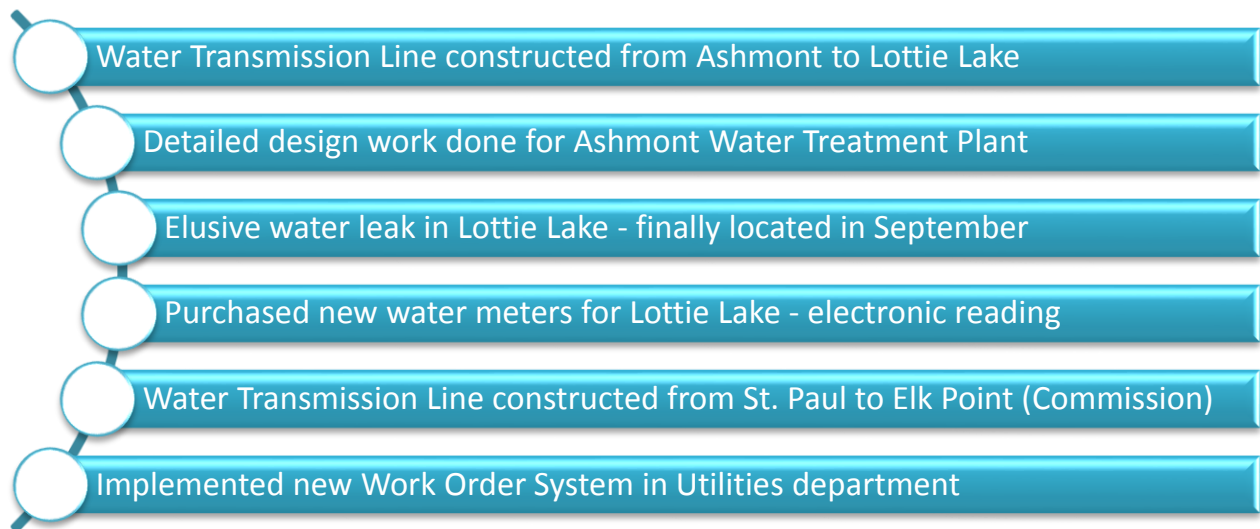 Water Transmission Line constructed from Ashmont to Lottie Lake
Detailed design work done for Ashmont Water Treatment Plant
Elusive water leak in Lottie Lake - finally located in September
Purchased new water meters for Lottie Lake - electronic reading
Water Transmission Line constructed from St. Paul to Elk Point (Commission)
Implemented new Work Order System in Utilities department